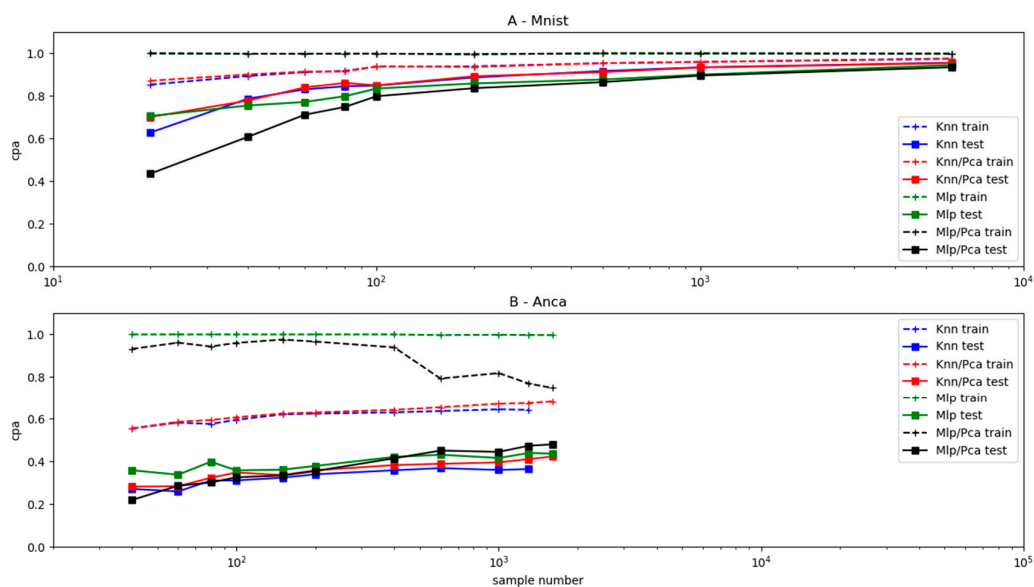 A - Mnist
1.0
0.8
0.6
0.4
0.2
0.0
cpa
10¹
10²
10³
10⁴
Knn train
Knn test
Knn/Pca train
Knn/Pca test
Mlp train
Mlp test
Mlp/Pca train
Mlp/Pca test
B - Anca
1.0
0.8
0.6
0.4
0.2
0.0
cpa
10²
10³
10⁴
10⁵
sample number
Knn train
Knn test
Knn/Pca train
Knn/Pca test
Mlp train
Mlp test
Mlp/Pca train
Mlp/Pca test